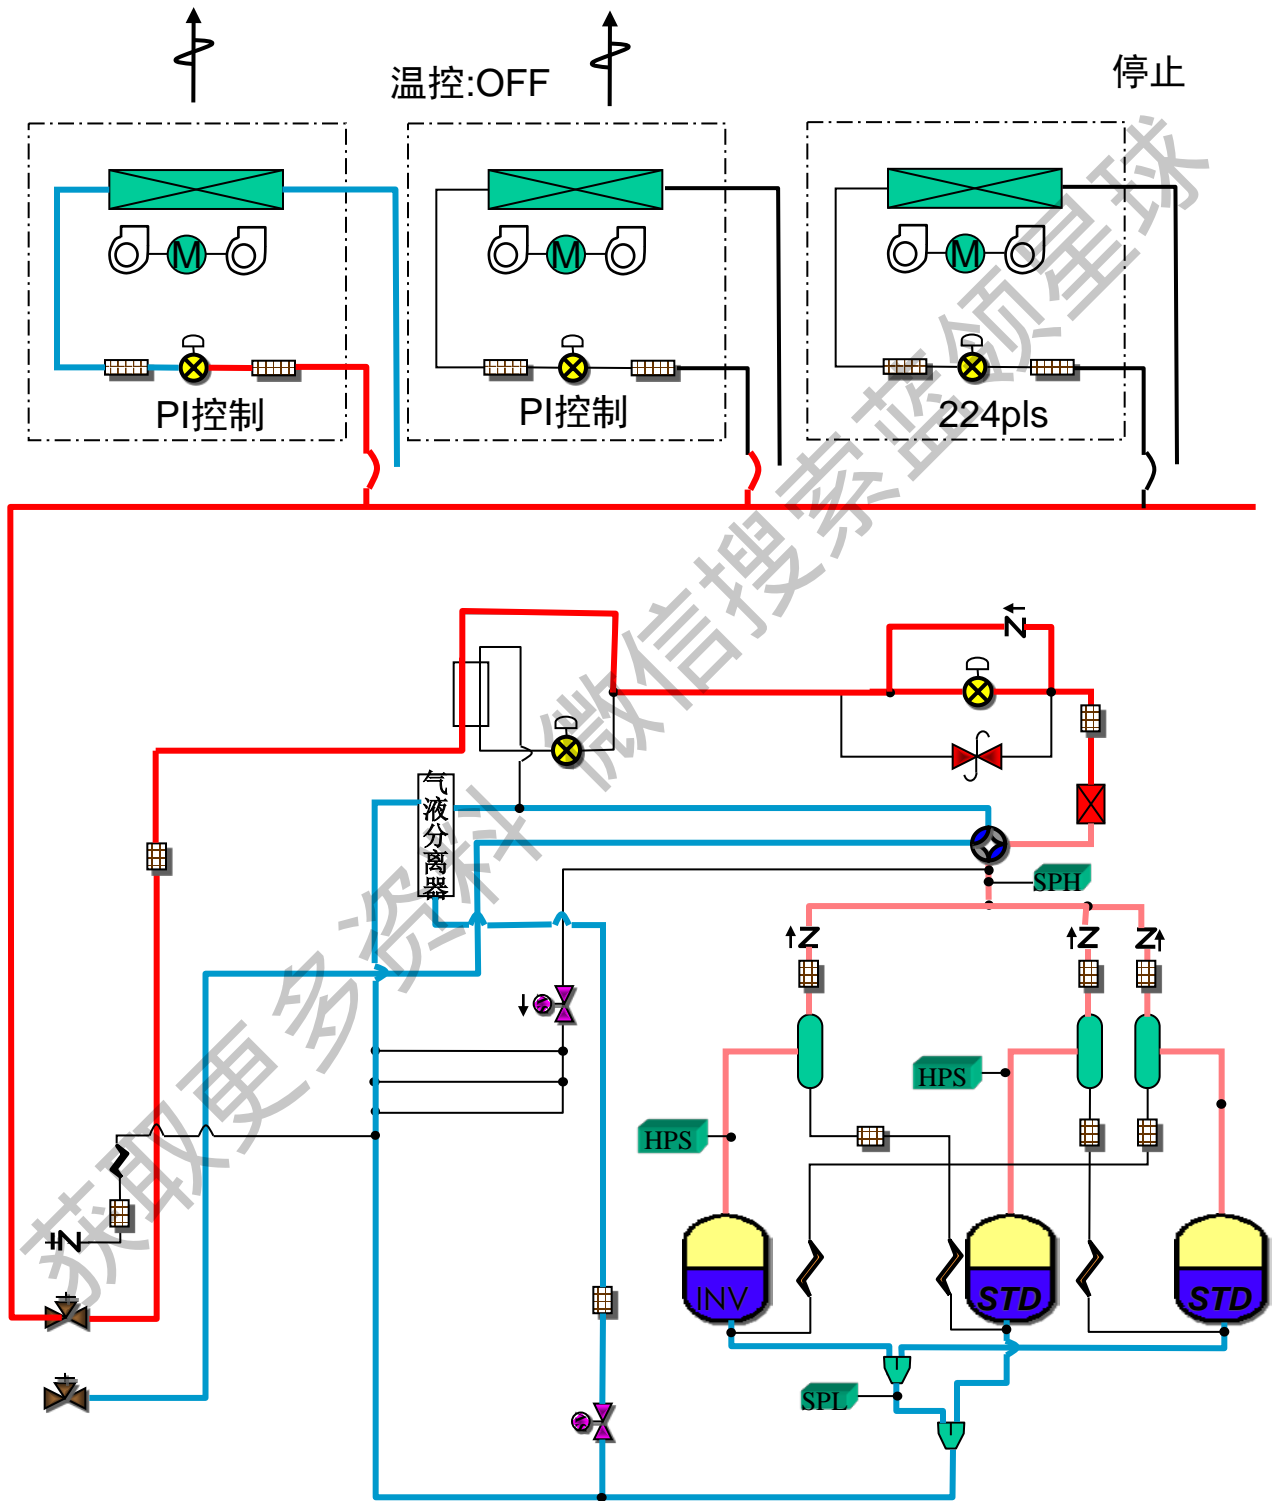 温控:OFF
停止
M
M
M
PI控制
PI控制
224pls
气液分离器
SPH
HPS
HPS
INV
STD
STD
SPL
获取更多资料 微信搜索蓝领星球